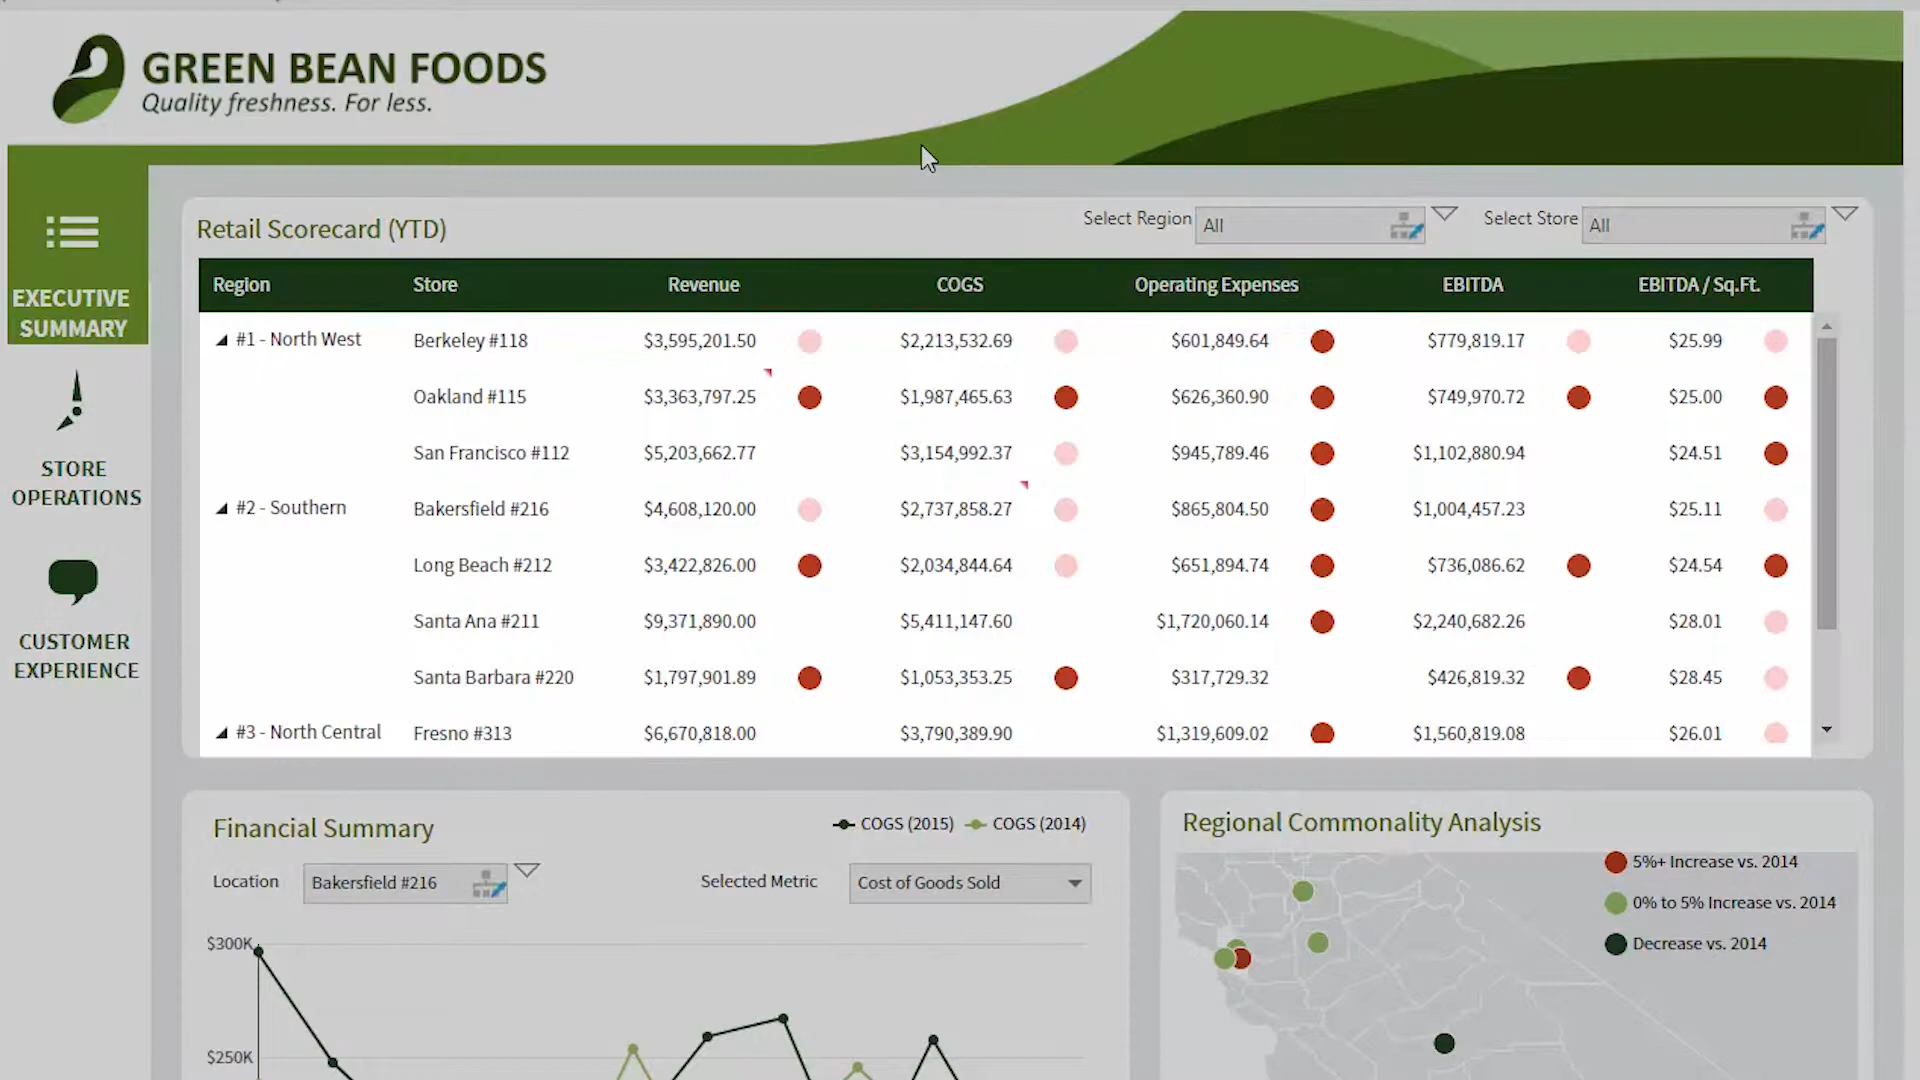 GREEN BEAN FOODS
Quality freshness. For less.
EXECUTIVE
SUMMARY
STORE
OPERATIONS
CUSTOMER
EXPERIENCE
Retail Scorecard (YTD)
Select Region All Select Store All
Region Store Revenue COGS Operating Expenses EBITDA EBITDA / Sq.Ft.
#1 - North West Berkeley #118 $3,595,201.50 $2,213,532.69 $601,849.64 $779,819.17 $25.99
Oakland #115 $3,363,797.25 $1,987,465.63 $626,360.90 $749,970.72 $25.00
San Francisco #112 $5,203,662.77 $3,154,992.37 $945,789.46 $1,102,880.94 $24.51
#2 - Southern Bakersfield #216 $4,608,120.00 $2,737,858.27 $865,804.50 $1,004,457.23 $25.11
Long Beach #212 $3,422,826.00 $2,034,844.64 $651,894.74 $736,086.62 $24.54
Santa Ana #211 $9,371,890.00 $5,411,147.60 $1,720,060.14 $2,240,682.26 $28.01
Santa Barbara #220 $1,797,901.89 $1,053,353.25 $317,729.32 $426,819.32 $28.45
#3 - North Central Fresno #313 $6,670,818.00 $3,790,389.90 $1,319,609.02 $1,560,819.08 $26.01
Financial Summary
COGS (2015) COGS (2014)
Location Bakersfield #216 Selected Metric Cost of Goods Sold
$300K
$250K
Regional Commonality Analysis
5%+ Increase vs. 2014
0% to 5% Increase vs. 2014
Decrease vs. 2014